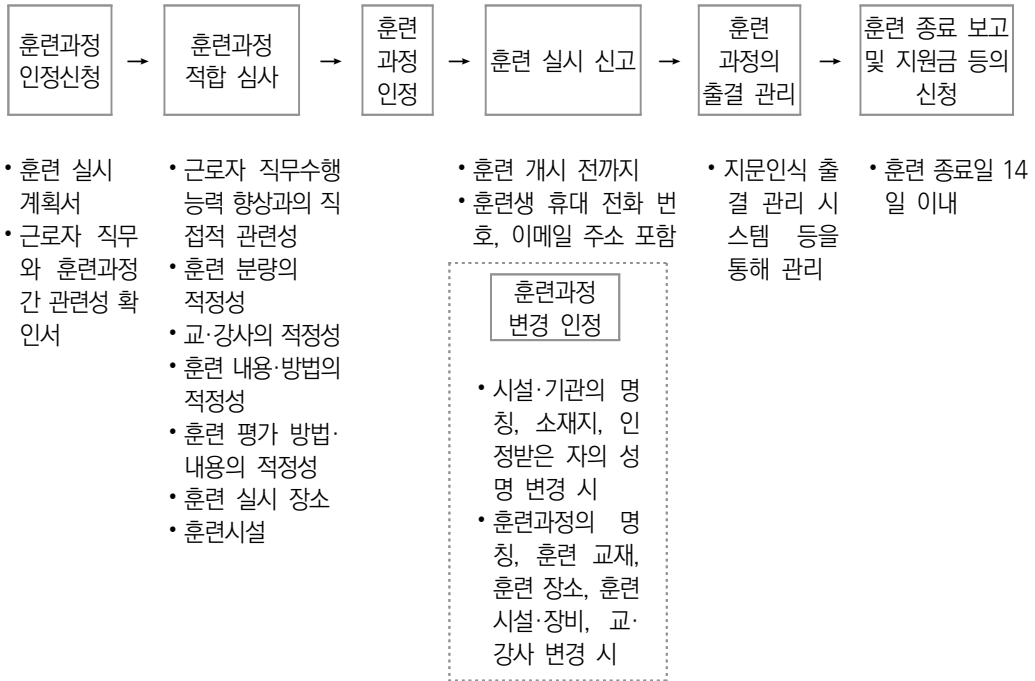 훈련과정
인정신청
→
훈련과정
적합 심사
→
훈련
과정
인정
→
훈련 실시 신고
→
훈련
과정의
출결 관리
→
훈련 종료 보고
및 지원금 등의
신청
• 훈련 실시
계획서
• 근로자 직무
와 훈련과정
간 관련성 확
인서
• 근로자 직무수행
능력 향상과의 직
접적 관련성
• 훈련 분량의
적정성
• 교·강사의 적정성
• 훈련 내용·방법의
적정성
• 훈련 평가 방법·
내용의 적정성
• 훈련 실시 장소
• 훈련시설
• 훈련 개시 전까지
• 훈련생 휴대 전화 번
호, 이메일 주소 포함
훈련과정
변경 인정
• 시설·기관의 명
칭, 소재지, 인
정받은 자의 성
명 변경 시
• 훈련과정의 명
칭, 훈련 교재,
훈련 장소, 훈련
시설·장비, 교·
강사 변경 시
• 지문인식 출
결 관리 시
스템 등을
통해 관리
• 훈련 종료일 14
일 이내